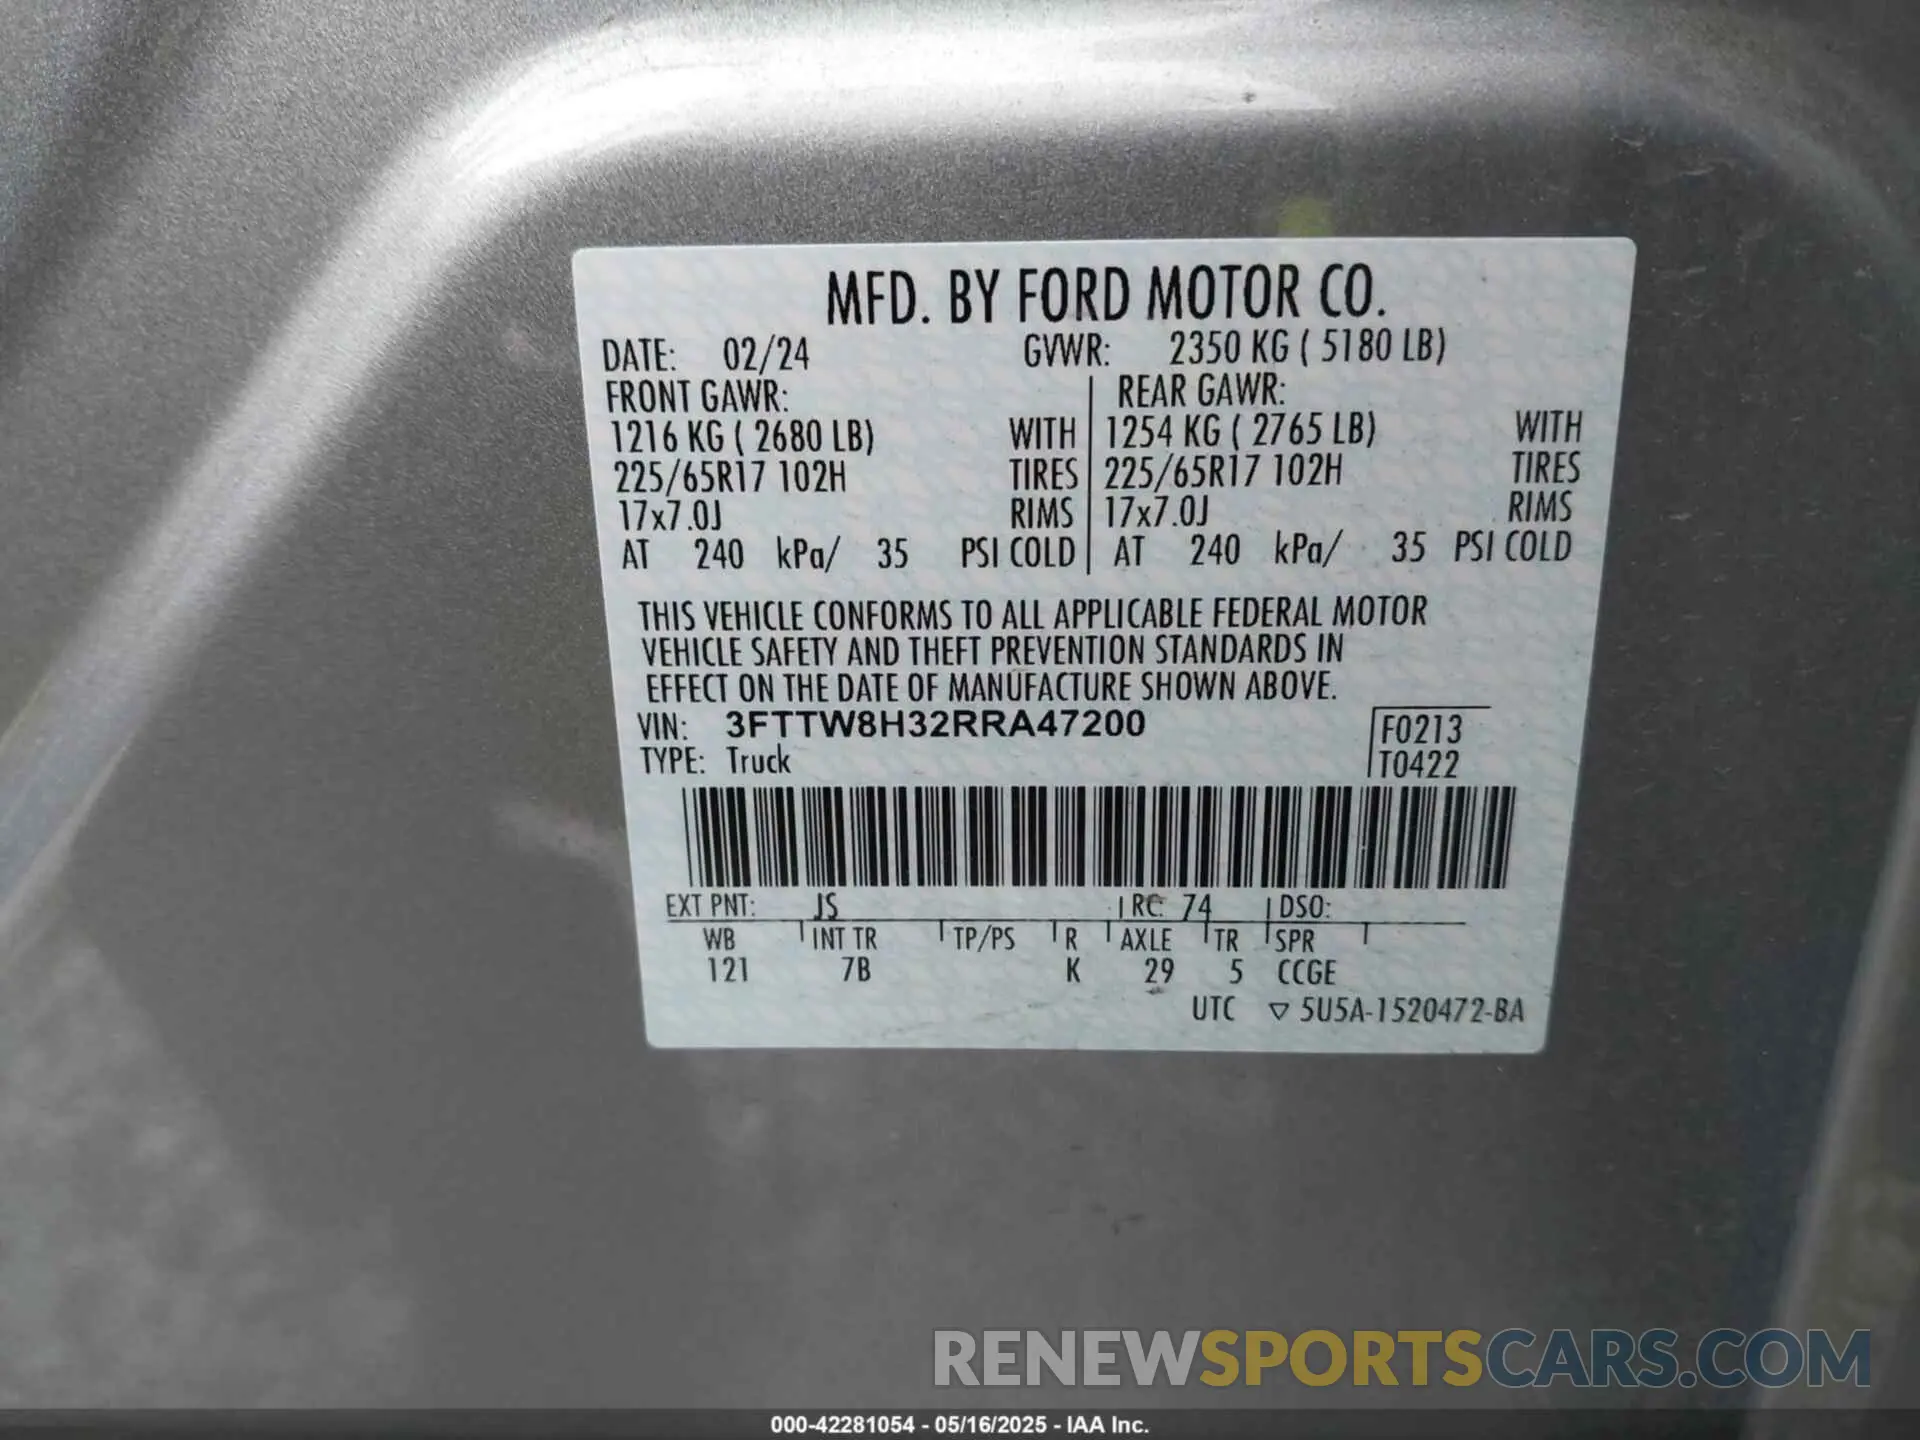 MFD. BY FORD MOTOR CO.
DATE: 02/24 GVWR: 2350 KG ( 5180 LB)
FRONT GAWR: REAR GAWR:
1216 KG ( 2680 LB) WITH 1254 KG ( 2765 LB) WITH
225/65R17 102H TIRES 225/65R17 102H TIRES
17x7.0J RIMS 17x7.0J RIMS
AT 240 kPa/ 35 PSI COLD AT 240 kPa/ 35 PSI COLD
THIS VEHICLE CONFORMS TO ALL APPLICABLE FEDERAL MOTOR
VEHICLE SAFETY AND THEFT PREVENTION STANDARDS IN
EFFECT ON THE DATE OF MANUFACTURE SHOWN ABOVE.
VIN: 3FTTW8H32RRA47200 F0213
TYPE: Truck T0422
EXT PNT: JS RC: 74 DSO:
WB INT TR TP/PS R AXLE TR SPR
121 7B K 29 5 CCGE
UTC ▽ 5U5A-1520472-BA
RENEWSPORTSCARS.COM
000-42281054 - 05/16/2025 - IAA Inc.